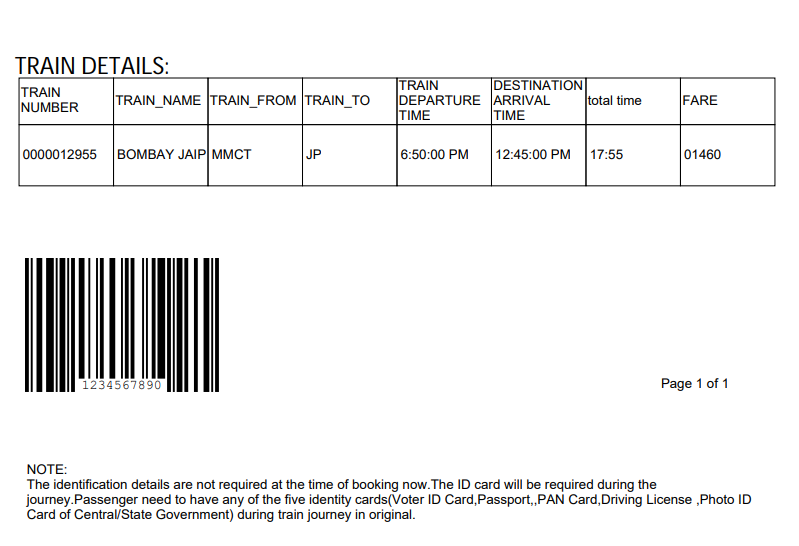 TRAIN DETAILS:
TRAIN NUMBER TRAIN_NAME TRAIN_FROM TRAIN_TO TRAIN DEPARTURE TIME DESTINATION ARRIVAL TIME total time FARE
0000012955 BOMBAY JAIP MMCT JP 6:50:00 PM 12:45:00 PM 17:55 01460
1234567890
Page 1 of 1
NOTE:
The identification details are not required at the time of booking now.The ID card will be required during the
journey.Passenger need to have any of the five identity cards(Voter ID Card,Passport,,PAN Card,Driving License ,Photo ID
Card of Central/State Government) during train journey in original.